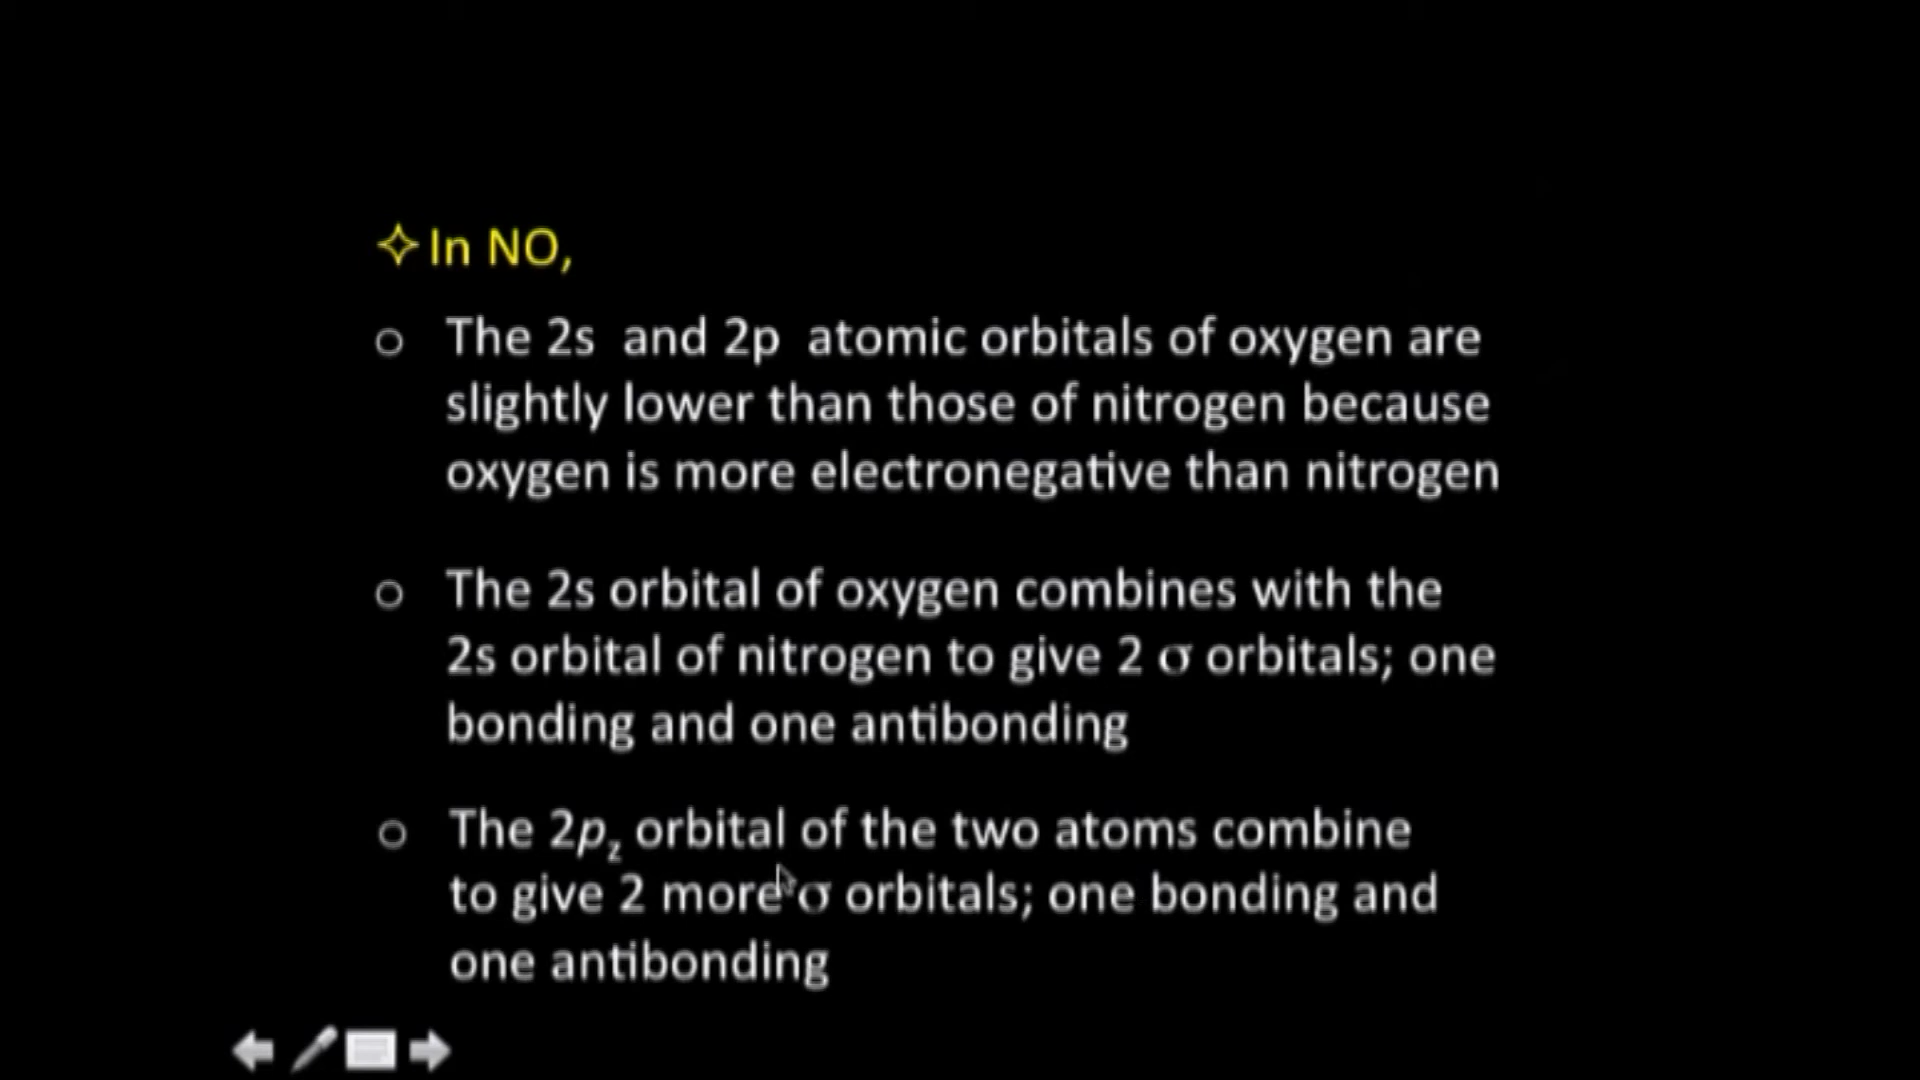 ✧In NO,
o The 2s and 2p atomic orbitals of oxygen are
slightly lower than those of nitrogen because
oxygen is more electronegative than nitrogen
o The 2s orbital of oxygen combines with the
2s orbital of nitrogen to give 2 σ orbitals; one
bonding and one antibonding
o The 2pz orbital of the two atoms combine
to give 2 more σ orbitals; one bonding and
one antibonding